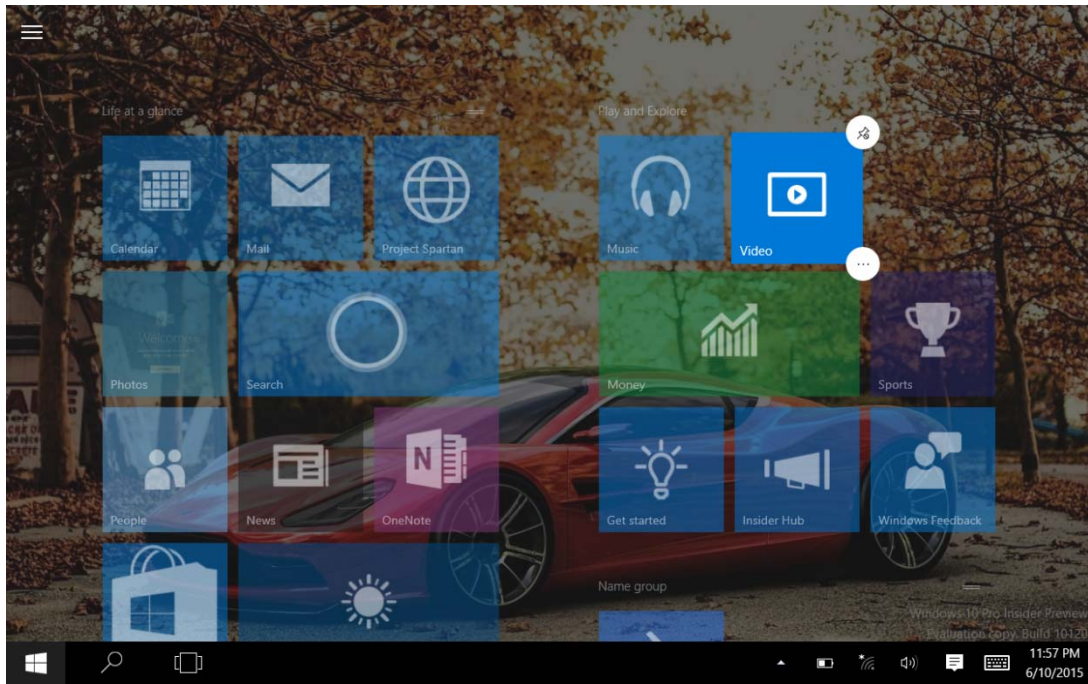 Life at a glance
Play and Explore
Calendar
Mail
Project Spartan
Music
Video
Welcome
Photos
Search
Money
Sports
People
News
N
OneNote
Get started
Insider Hub
Windows Feedback
Name group
Windows 10 Pro Insider Preview
Evaluation copy. Build 10120
11:57 PM
6/10/2015